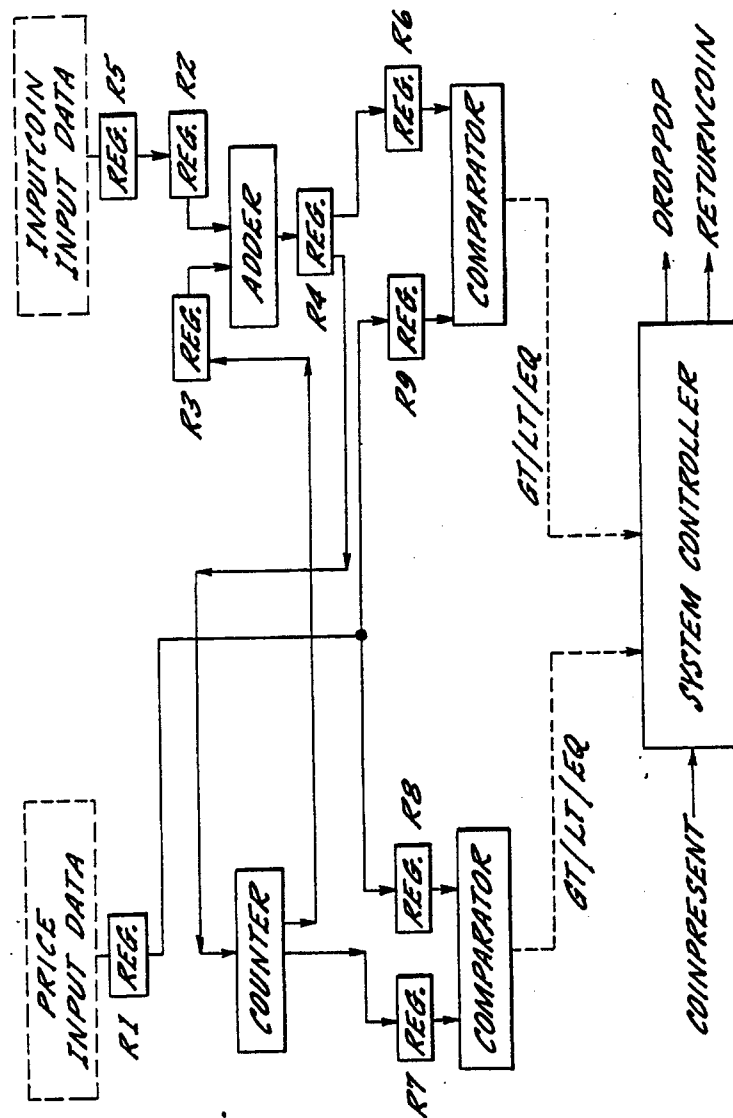 PRICE
INPUT DATA
INPUTCOIN
INPUT DATA
R1
REG.
REG.
R5
REG.
R2
R3
REG.
COUNTER
ADDER
R4
REG.
R7
REG.
REG.
R8
R9
REG.
REG.
R6
COMPARATOR
COMPARATOR
GT/LT/EQ
GT/LT/EQ
COINPRESENT
SYSTEM CONTROLLER
DROPPOP
RETURNCOIN